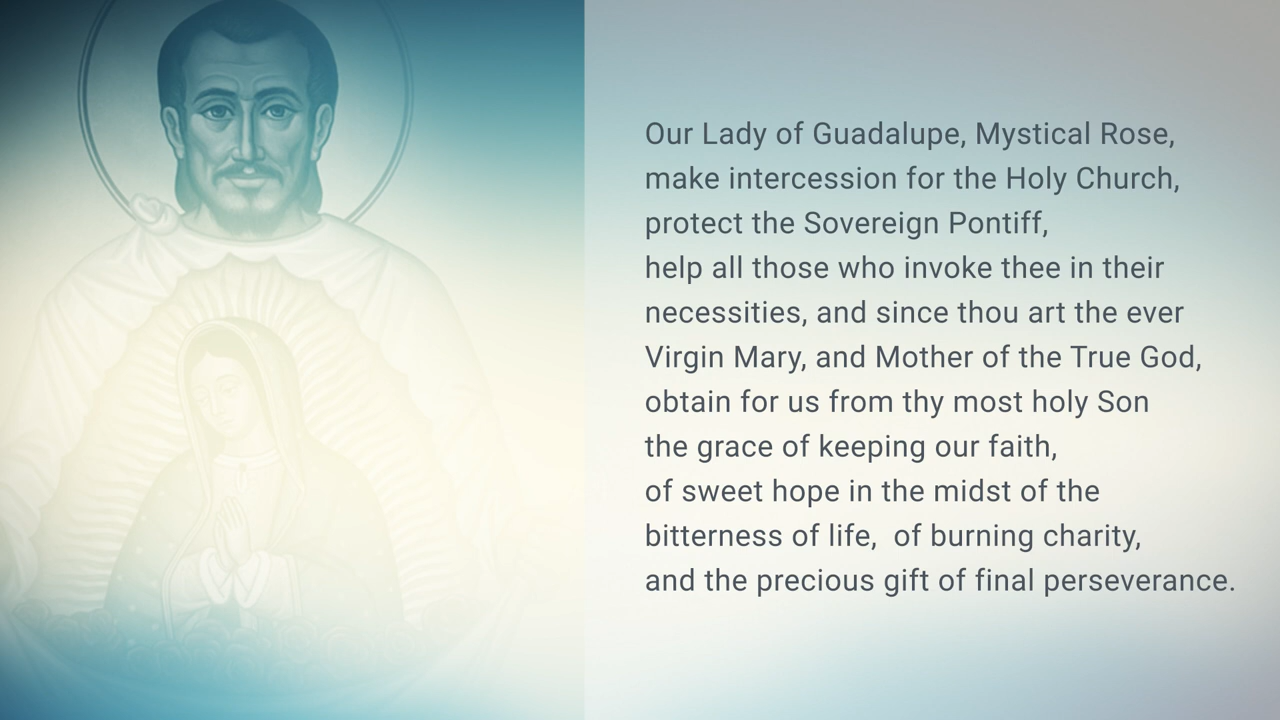 Our Lady of Guadalupe, Mystical Rose,
make intercession for the Holy Church,
protect the Sovereign Pontiff,
help all those who invoke thee in their
necessities, and since thou art the ever
Virgin Mary, and Mother of the True God,
obtain for us from thy most holy Son
the grace of keeping our faith,
of sweet hope in the midst of the
bitterness of life,  of burning charity,
and the precious gift of final perseverance.